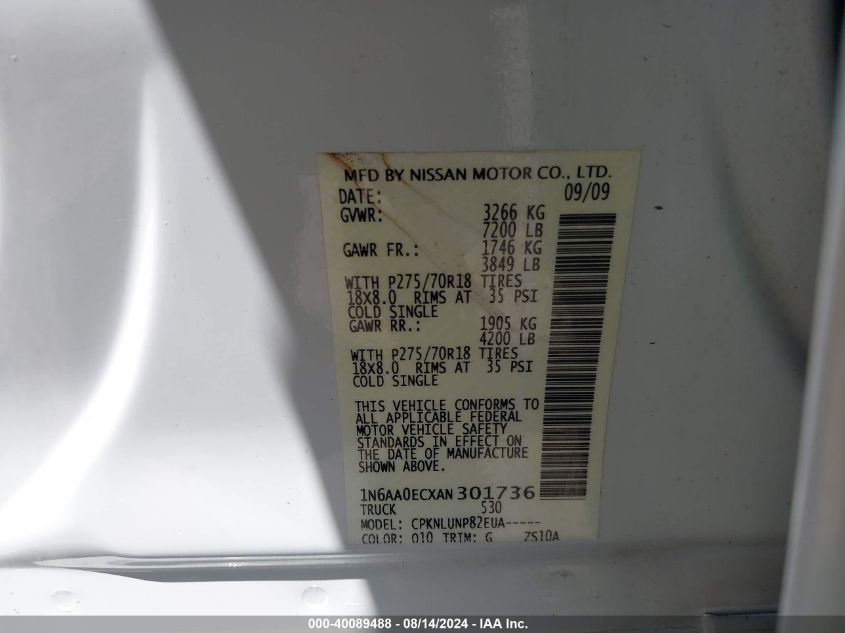 MFD BY NISSAN MOTOR CO., LTD.
DATE: 09/09
GVWR: 3266 KG
7200 LB
GAWR FR.: 1746 KG
3849 LB
WITH P275/70R18 TIRES
18X8.0 RIMS AT 35 PSI
COLD SINGLE
GAWR RR.: 1905 KG
4200 LB
WITH P275/70R18 TIRES
18X8.0 RIMS AT 35 PSI
COLD SINGLE
THIS VEHICLE CONFORMS TO
ALL APPLICABLE FEDERAL
MOTOR VEHICLE SAFETY
STANDARDS IN EFFECT ON
THE DATE OF MANUFACTURE
SHOWN ABOVE.
1N6AA0ECXAN301736
TRUCK 530
MODEL: CPKNLUNP82EUA-----
COLOR: Q10 TRIM: G ZS10A
000-40089488 - 08/14/2024 - IAA Inc.